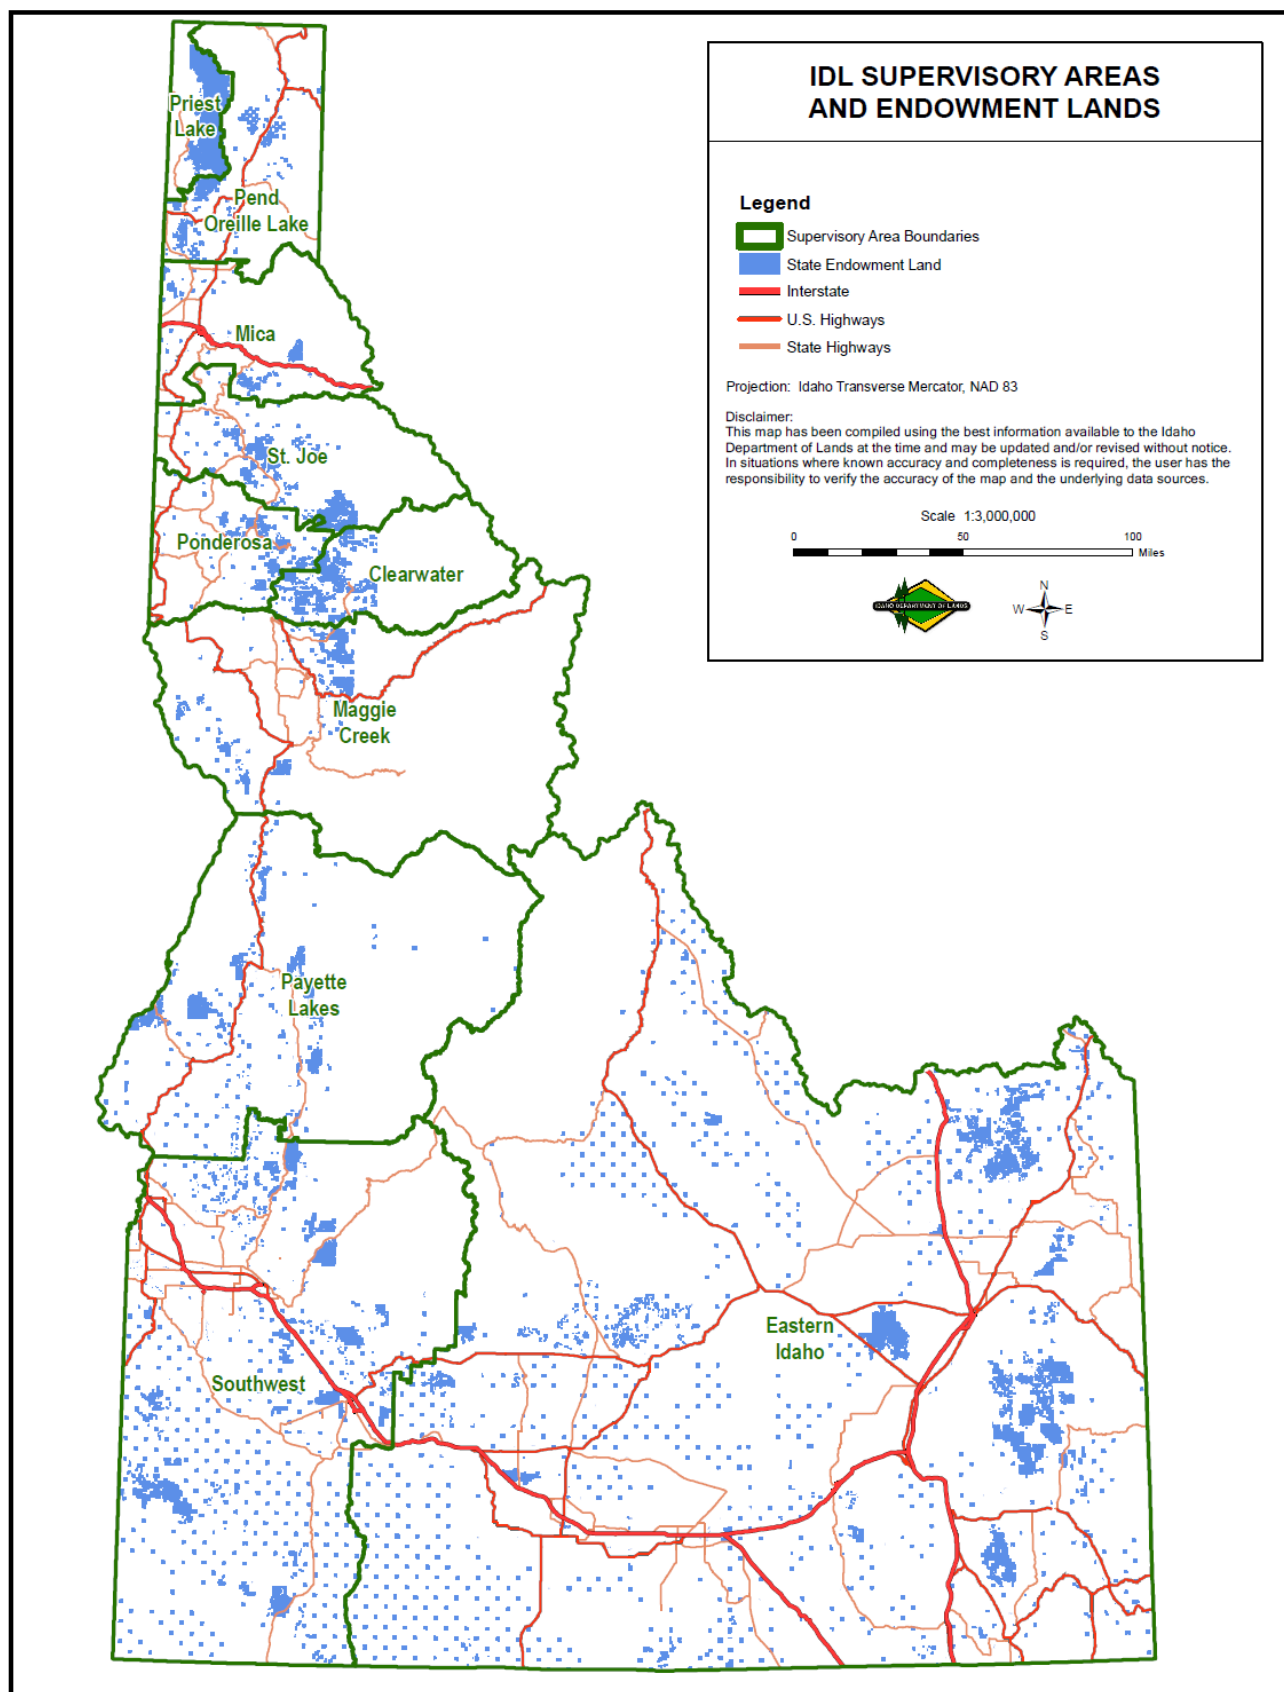 IDL SUPERVISORY AREAS
AND ENDOWMENT LANDS
Legend
Supervisory Area Boundaries
State Endowment Land
Interstate
U.S. Highways
State Highways
Projection: Idaho Transverse Mercator, NAD 83
Disclaimer:
This map has been compiled using the best information available to the Idaho
Department of Lands at the time and may be updated and/or revised without notice.
In situations where known accuracy and completeness is required, the user has the
responsibility to verify the accuracy of the map and the underlying data sources.
Scale 1:3,000,000
0 50 100
Miles
IDAHO DEPARTMENT OF LANDS
N
W E
S
Priest
Lake
Pend
Oreille Lake
Mica
St. Joe
Ponderosa
Clearwater
Maggie
Creek
Payette
Lakes
Eastern
Idaho
Southwest